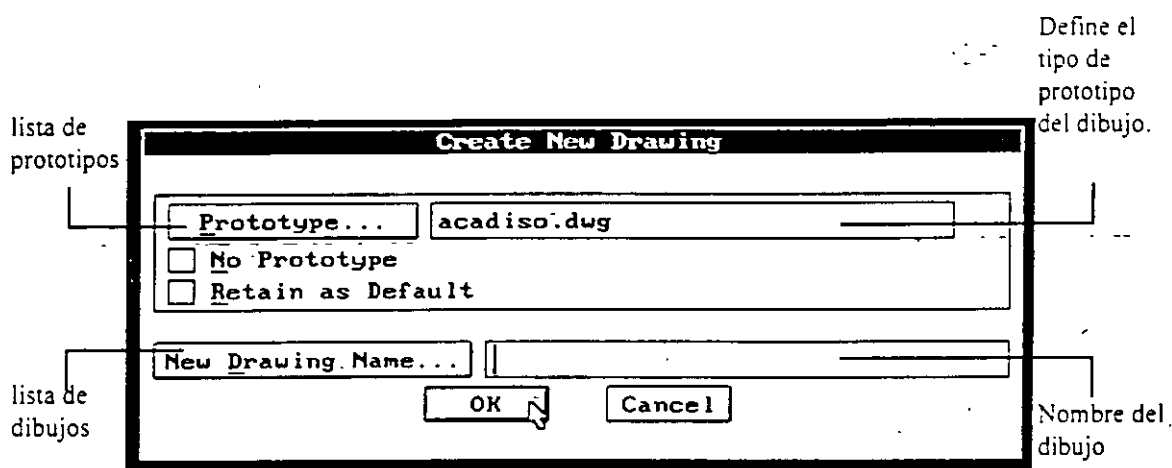 Define el
tipo de
prototipo
del dibujo.
lista de
prototipos
Create New Drawing
Prototype... acadiso.dwg
No Prototype
Retain as Default
New Drawing Name...
OK Cancel
lista de
dibujos
Nombre del
dibujo